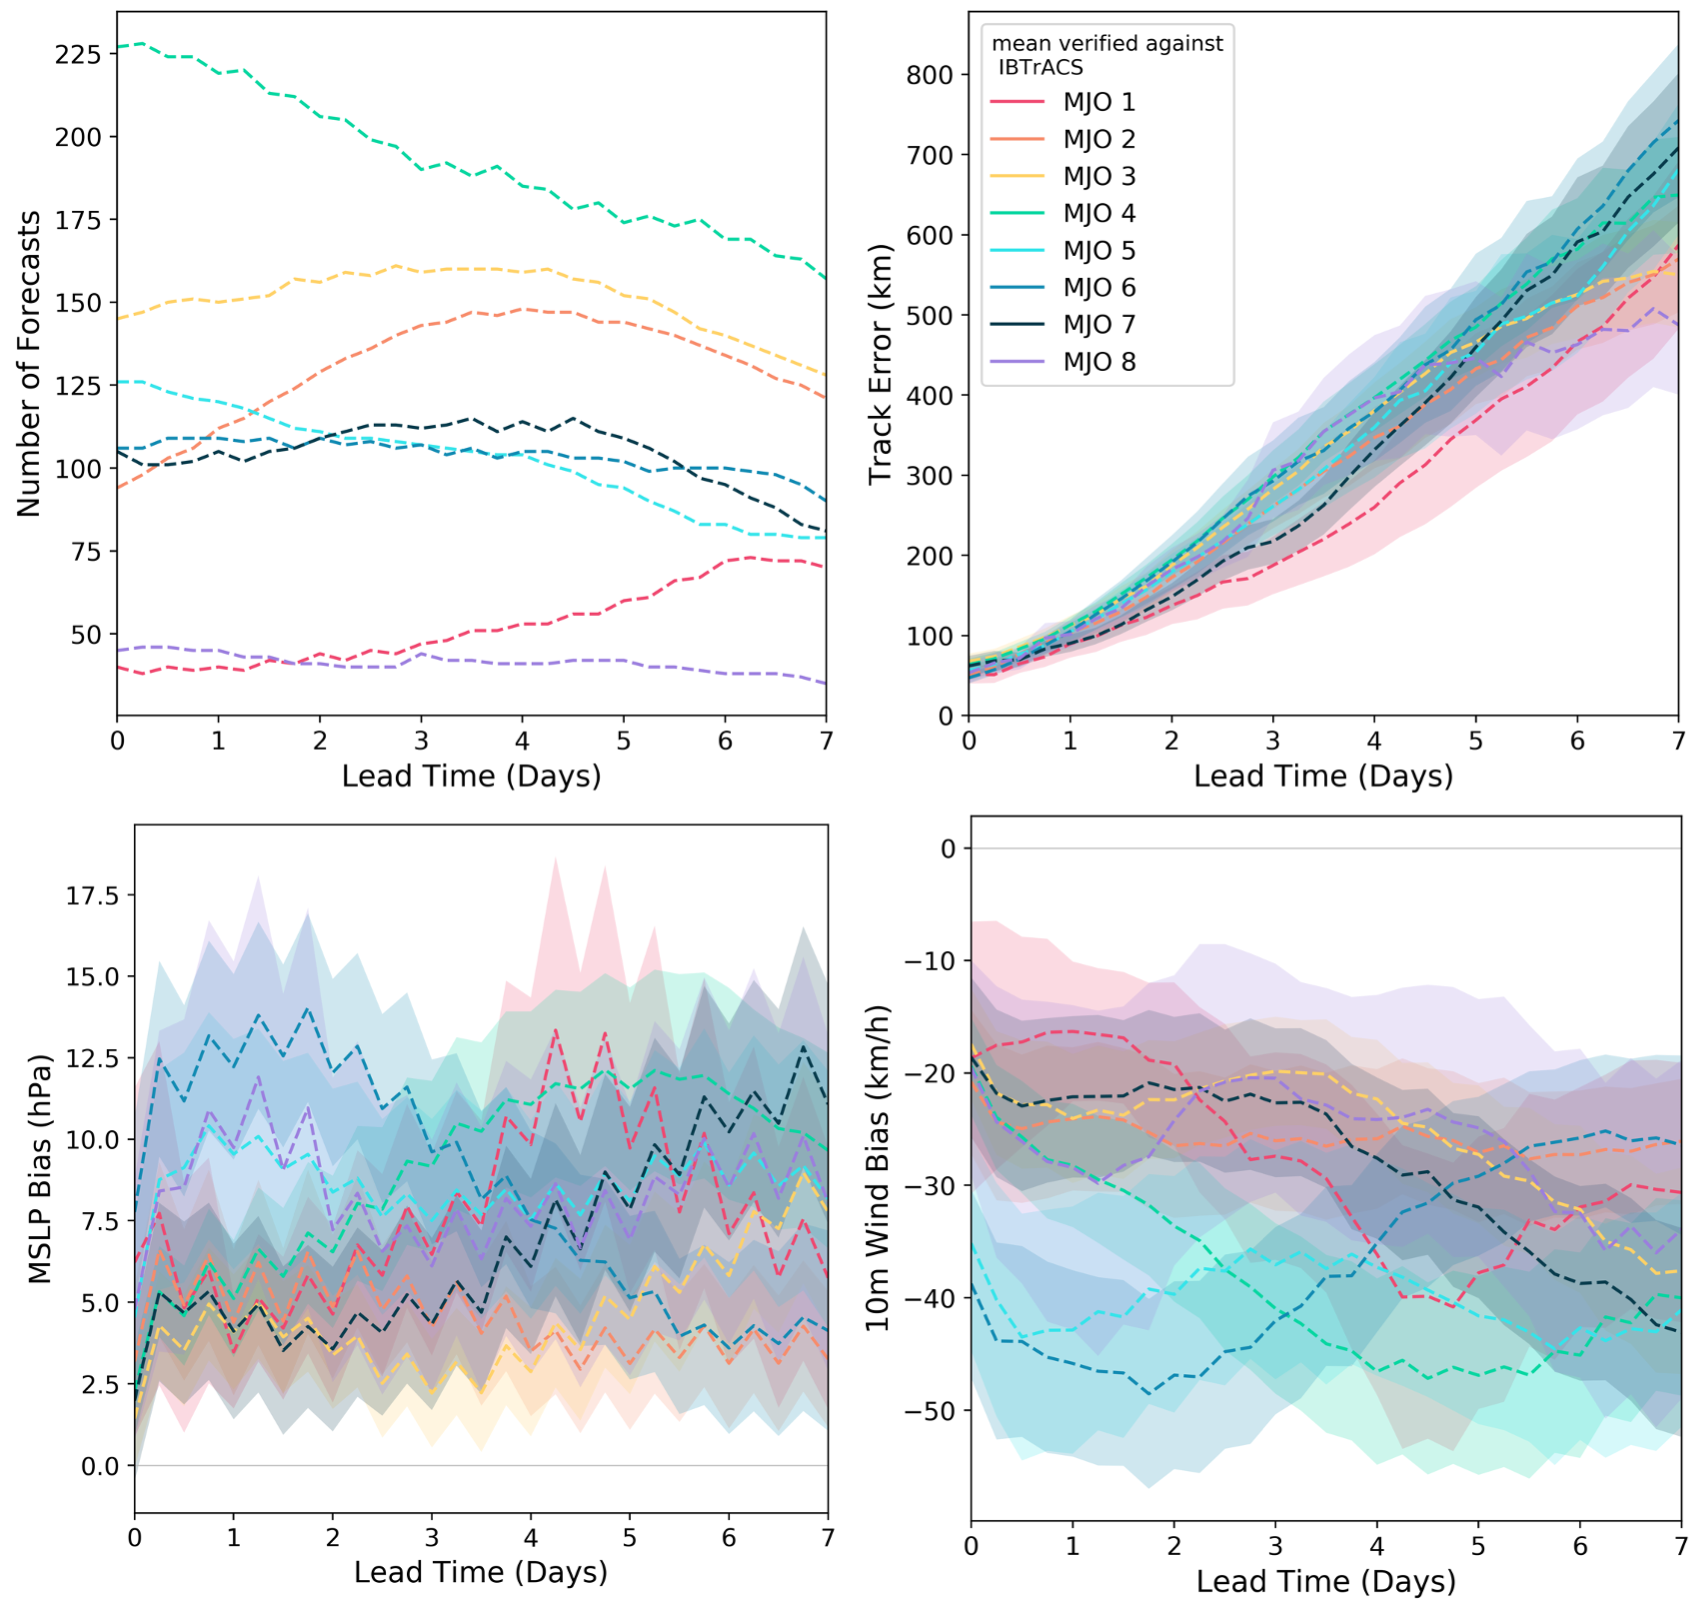 225
200
175
150
125
100
75
50
Number of Forecasts
0 1 2 3 4 5 6 7
Lead Time (Days)
800
700
600
500
400
300
200
100
0
Track Error (km)
mean verified against
IBTrACS
MJO 1
MJO 2
MJO 3
MJO 4
MJO 5
MJO 6
MJO 7
MJO 8
0 1 2 3 4 5 6 7
Lead Time (Days)
17.5
15.0
12.5
10.0
7.5
5.0
2.5
0.0
MSLP Bias (hPa)
0 1 2 3 4 5 6 7
Lead Time (Days)
0
−10
−20
−30
−40
−50
10m Wind Bias (km/h)
0 1 2 3 4 5 6 7
Lead Time (Days)